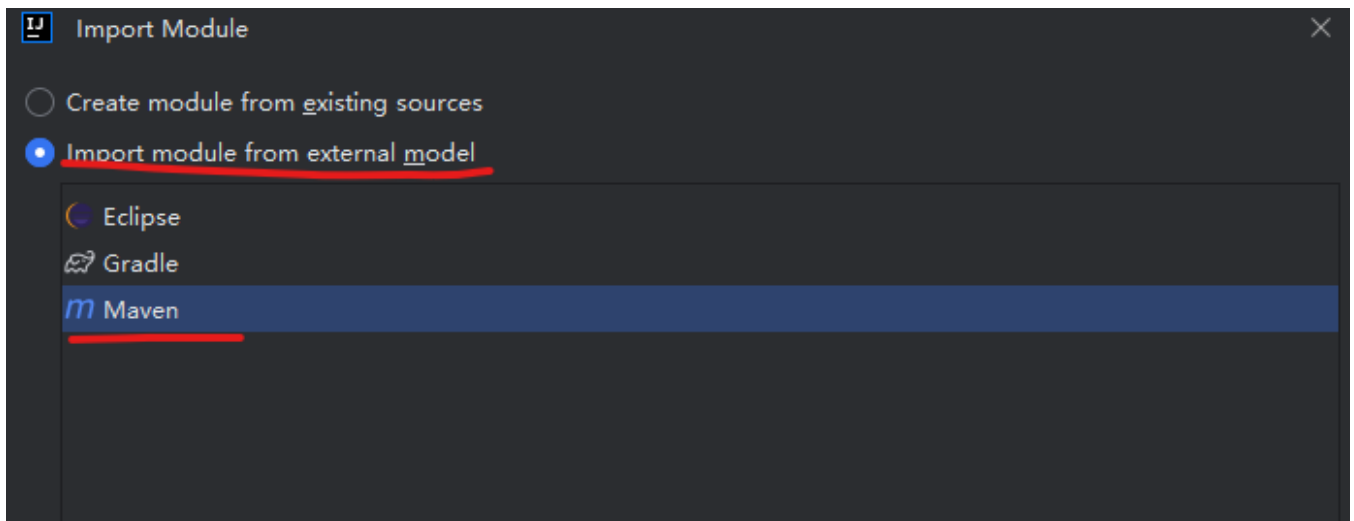 Import Module
Create module from existing sources
Import module from external model
Eclipse
Gradle
Maven